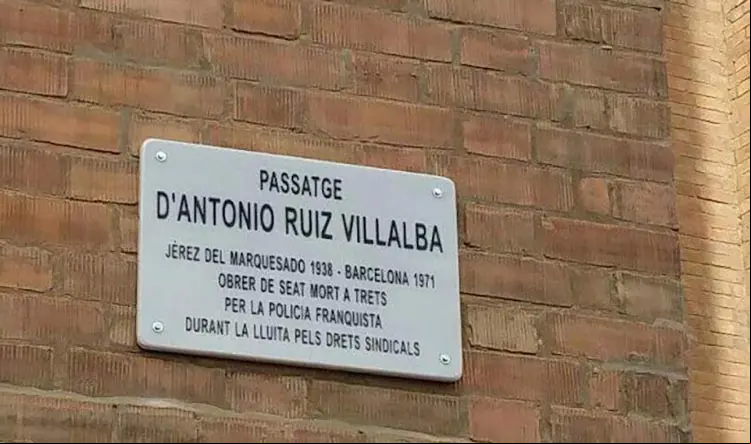 PASSATGE
D'ANTONIO RUIZ VILLALBA
JÉREZ DEL MARQUESADO 1938 - BARCELONA 1971
OBRER DE SEAT MORT A TRETS
PER LA POLICIA FRANQUISTA
DURANT LA LLUITA PELS DRETS SINDICALS